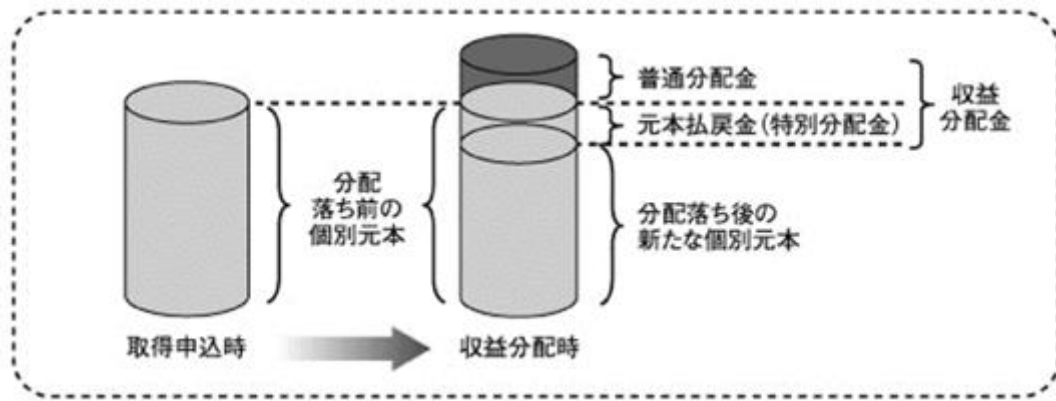 普通分配金
収益
分配金
元本払戻金(特別分配金)
分配
落ち前の
個別元本
分配落ち後の
新たな個別元本
取得申込時
収益分配時